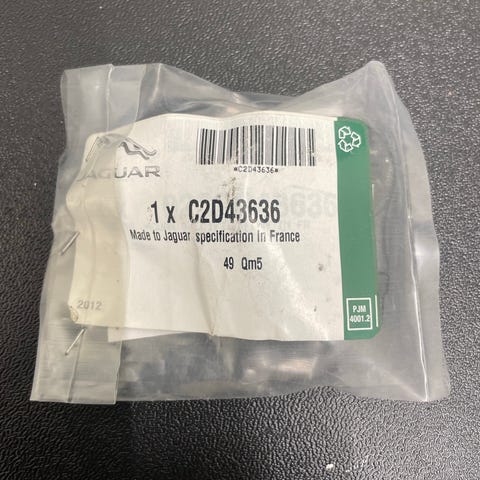 *C2D43636*
JAGUAR
1 x C2D43636
Made to Jaguar specification in France
49 Qm5
2012
PJM
4001.2